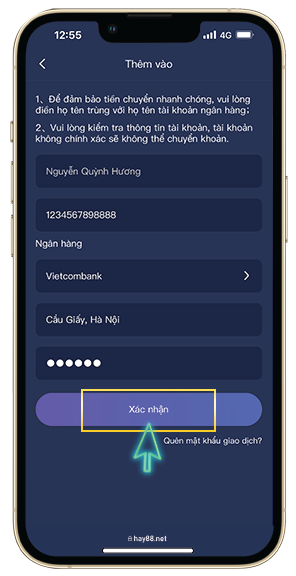 12:55
4G
Thêm vào
1、Để đảm bảo tiền chuyển nhanh chóng, vui lòng
điền họ tên trùng với họ tên tài khoản ngân hàng;
2、Vui lòng kiểm tra thông tin tài khoản, tài khoản
không chính xác sẽ không thể chuyển khoản.
Nguyễn Quỳnh Hương
1234567898888
Ngân hàng
Vietcombank
Cầu Giấy, Hà Nội
Xác nhận
Quên mật khẩu giao dịch?
hay88.net